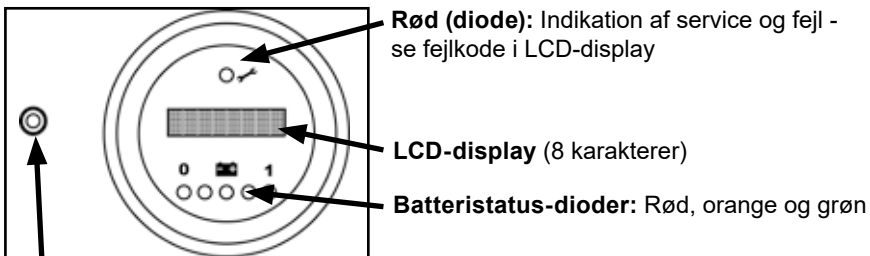 Rød (diode): Indikation af service og fejl -
se fejlkode i LCD-display
LCD-display (8 karakterer)
0 1
Batteristatus-dioder: Rød, orange og grøn